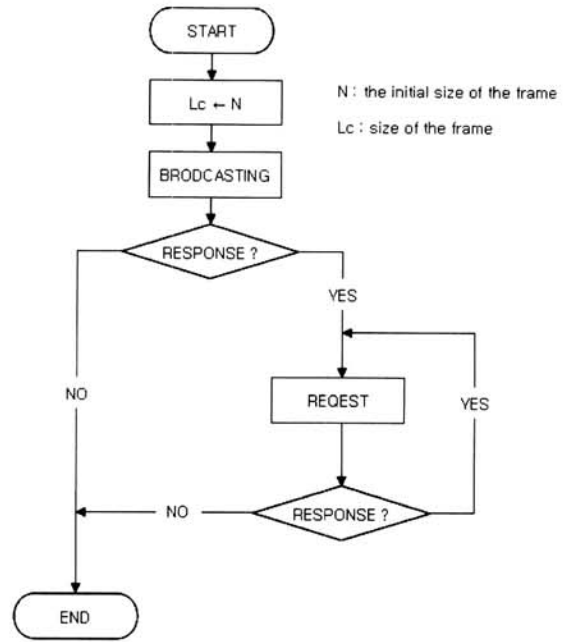 START
Lc ← N
N : the initial size of the frame
Lc : size of the frame
BRODCASTING
RESPONSE ?
YES
NO
REQEST
YES
NO
RESPONSE ?
END